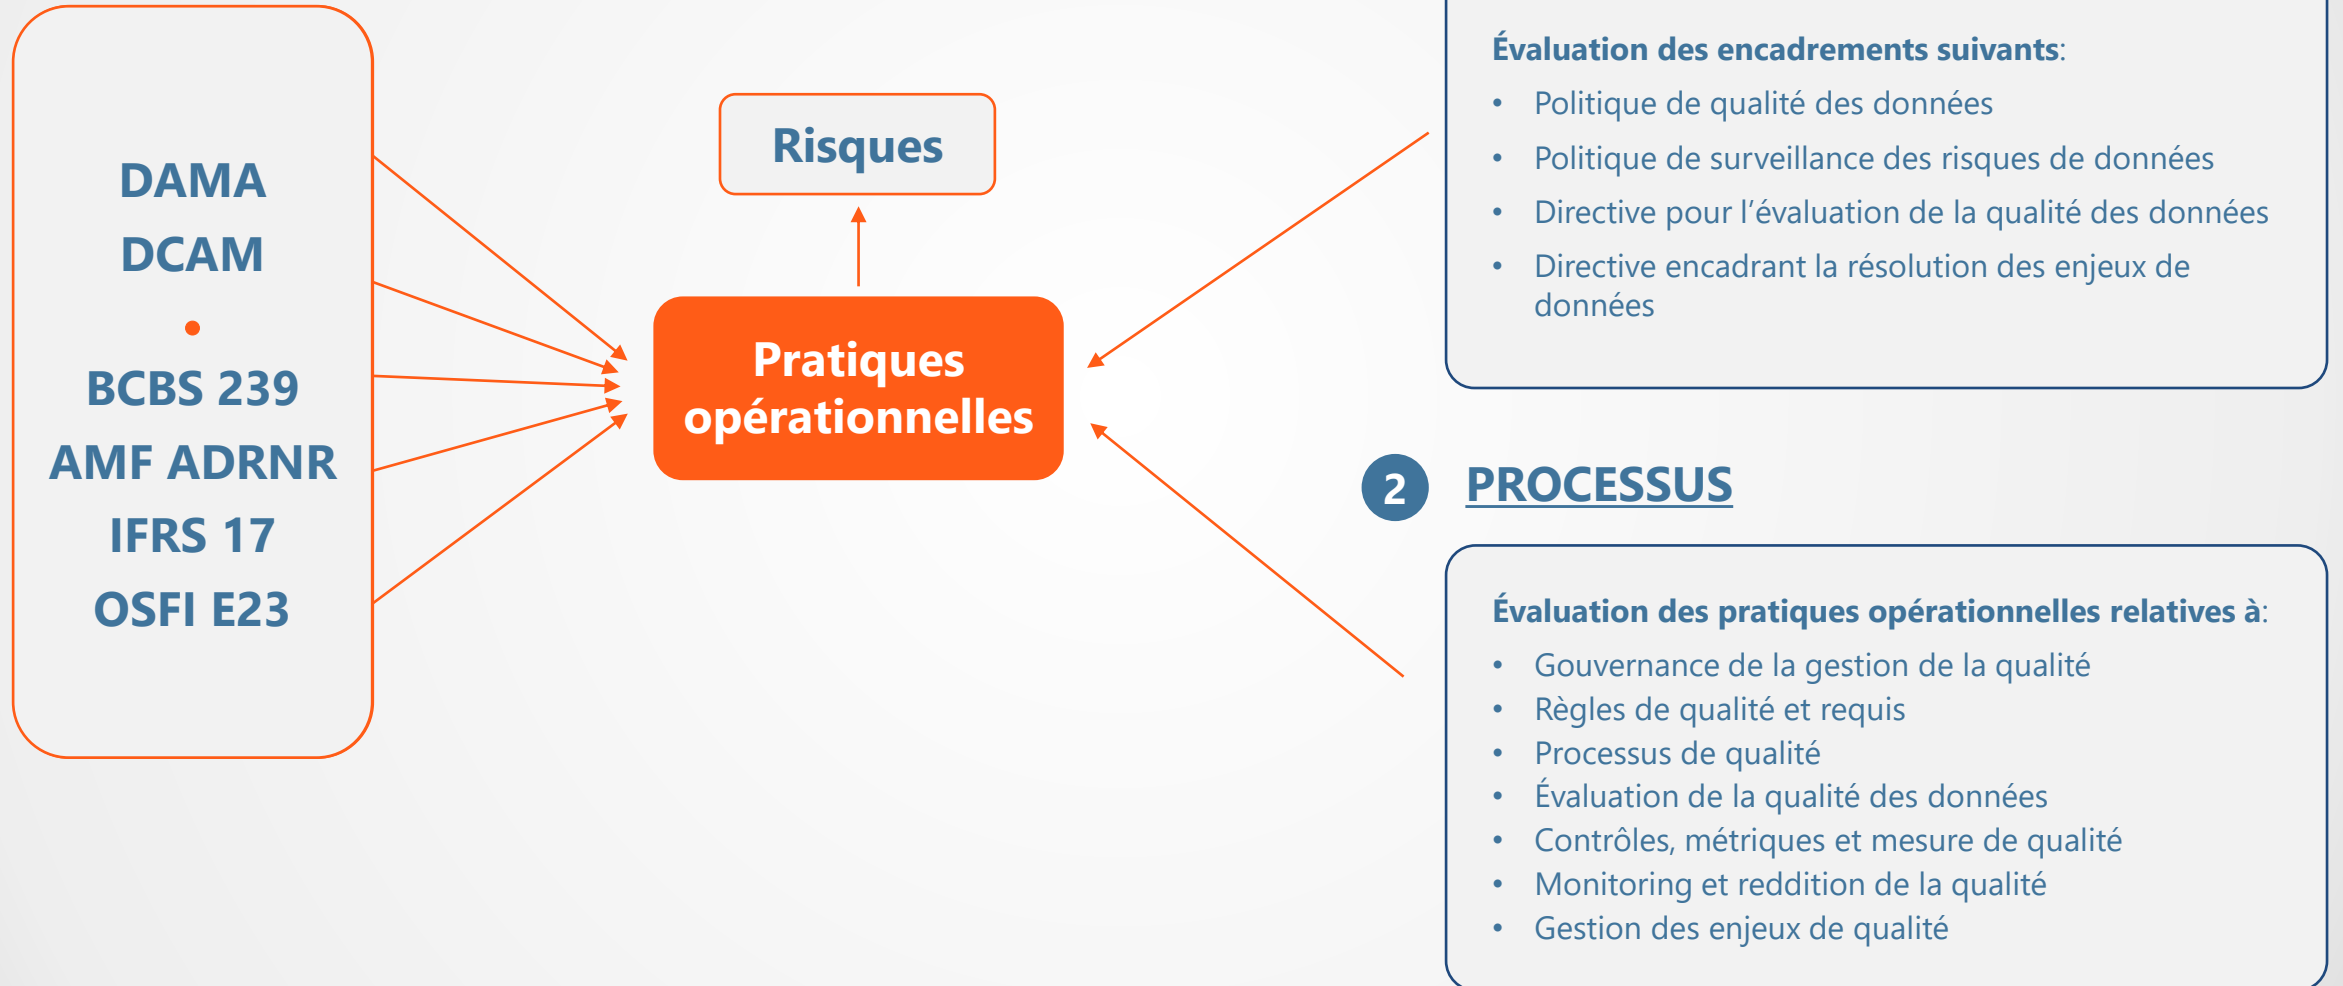 DAMA
DCAM
•
BCBS 239
AMF ADRNR
IFRS 17
OSFI E23
Risques
Pratiques
opérationnelles
Évaluation des encadrements suivants:
• Politique de qualité des données
• Politique de surveillance des risques de données
• Directive pour l’évaluation de la qualité des données
• Directive encadrant la résolution des enjeux de
données
2 PROCESSUS
Évaluation des pratiques opérationnelles relatives à:
• Gouvernance de la gestion de la qualité
• Règles de qualité et requis
• Processus de qualité
• Évaluation de la qualité des données
• Contrôles, métriques et mesure de qualité
• Monitoring et reddition de la qualité
• Gestion des enjeux de qualité